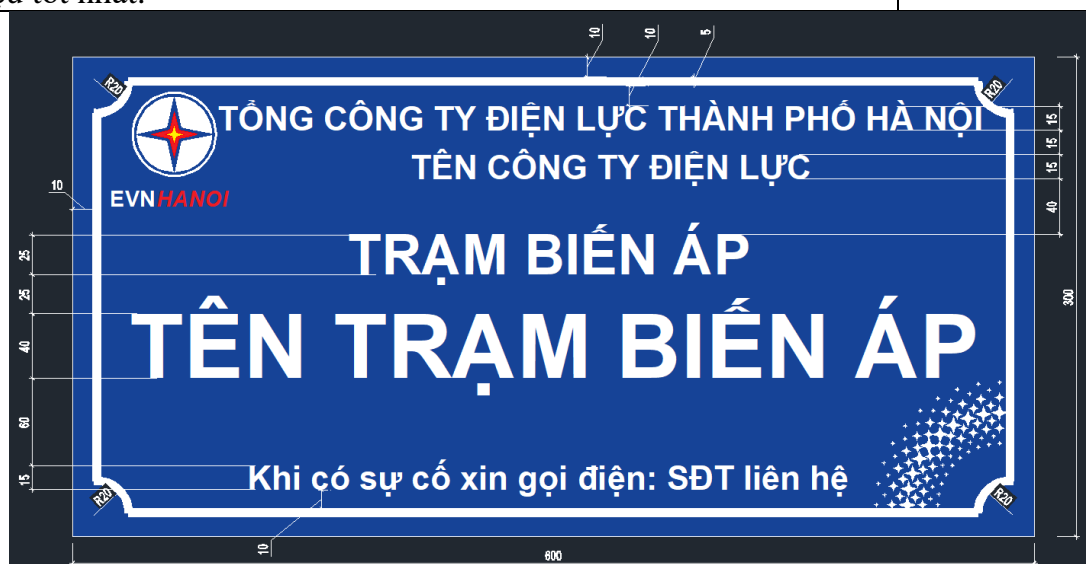 tốt nhất.
10
10
5
R20
R20
TỔNG CÔNG TY ĐIỆN LỰC THÀNH PHỐ HÀ NỘI
15
15
TÊN CÔNG TY ĐIỆN LỰC
15
10
EVNHANOI
40
TRẠM BIẾN ÁP
25
25
300
TÊN TRẠM BIẾN ÁP
40
60
Khi có sự cố xin gọi điện: SĐT liên hệ
15
R20
R20
10
600